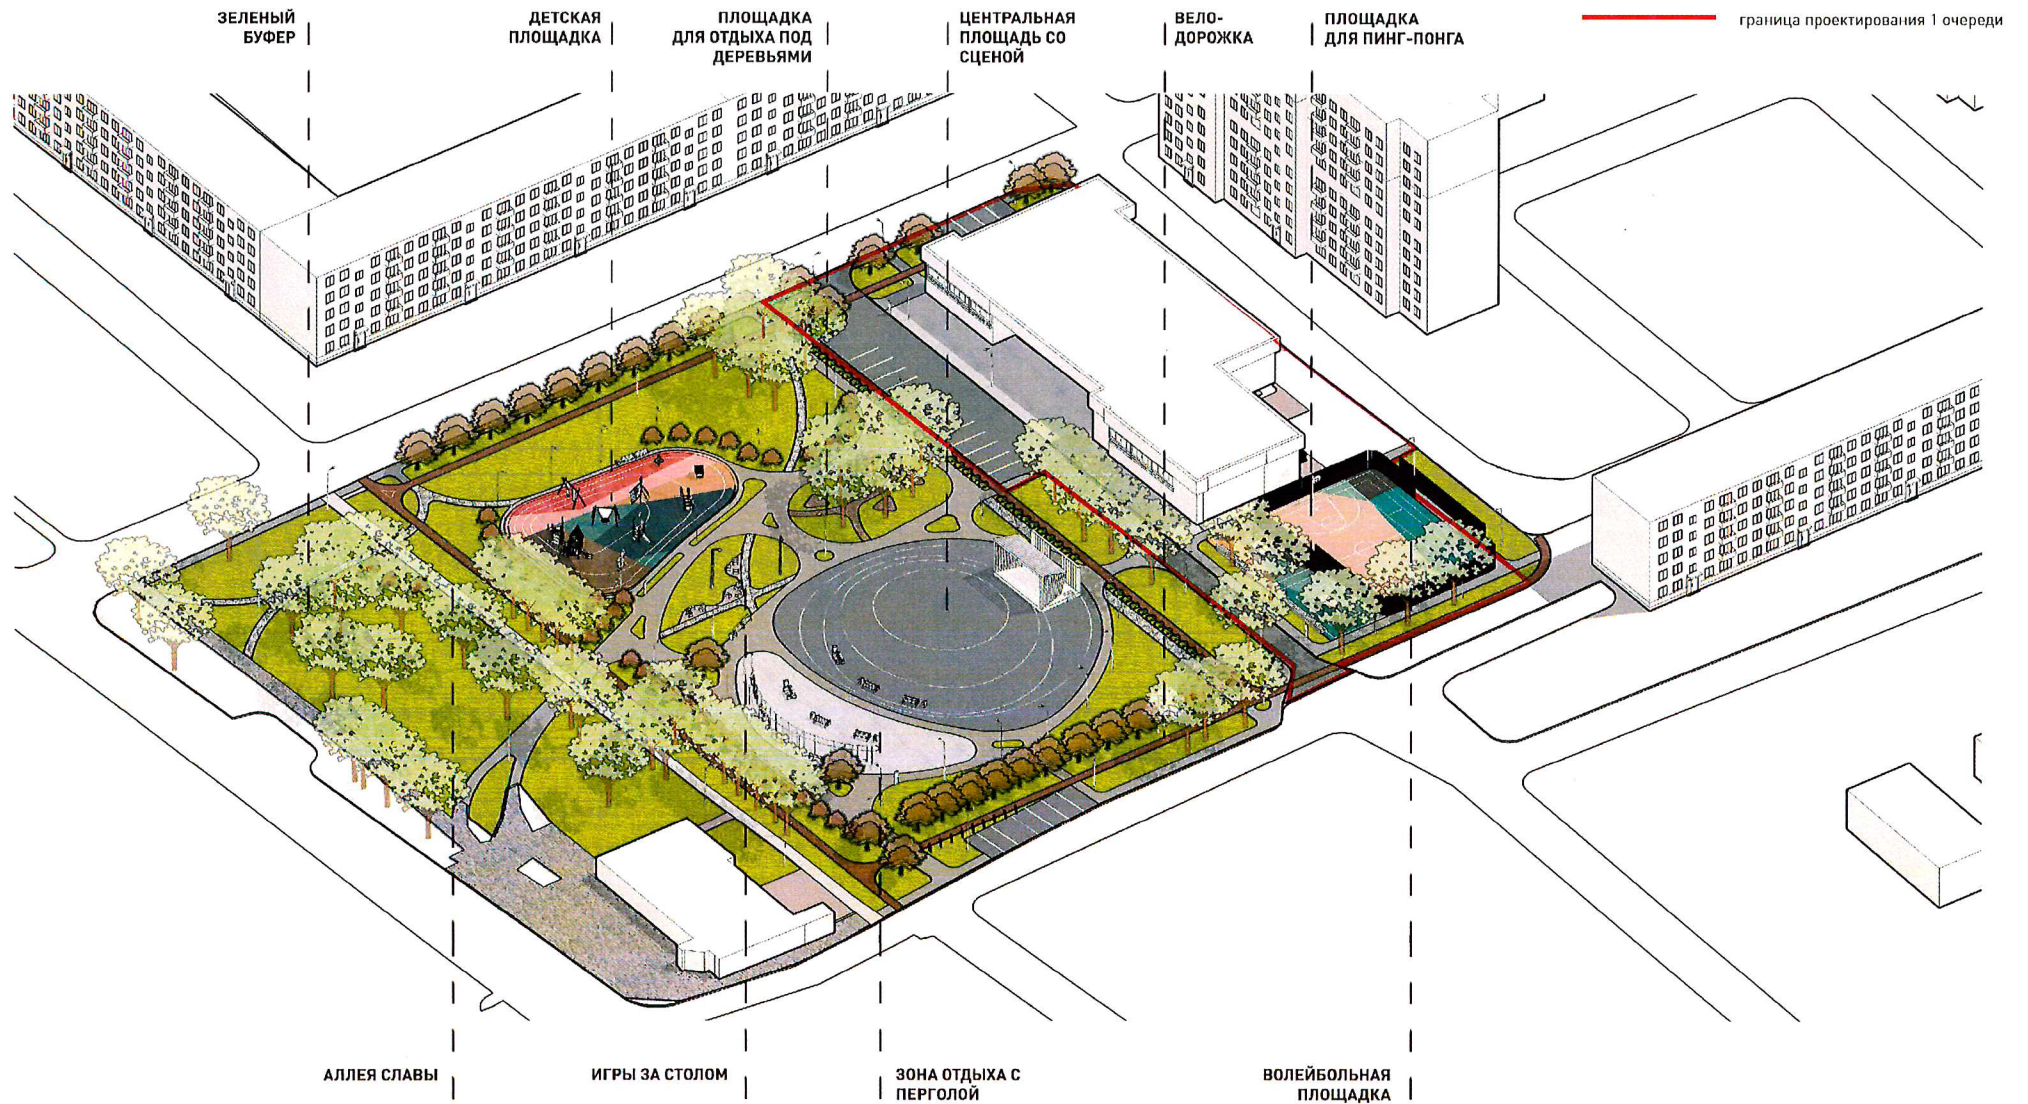 ЗЕЛЕНЫЙ
БУФЕР
ДЕТСКАЯ
ПЛОЩАДКА
ПЛОЩАДКА
ДЛЯ ОТДЫХА ПОД
ДЕРЕВЬЯМИ
ЦЕНТРАЛЬНАЯ
ПЛОЩАДЬ СО
СЦЕНОЙ
ВЕЛО-
ДОРОЖКА
ПЛОЩАДКА
ДЛЯ ПИНГ-ПОНГА
граница проектирования 1 очереди
АЛЛЕЯ СЛАВЫ
ИГРЫ ЗА СТОЛОМ
ЗОНА ОТДЫХА С
ПЕРГОЛОЙ
ВОЛЕЙБОЛЬНАЯ
ПЛОЩАДКА